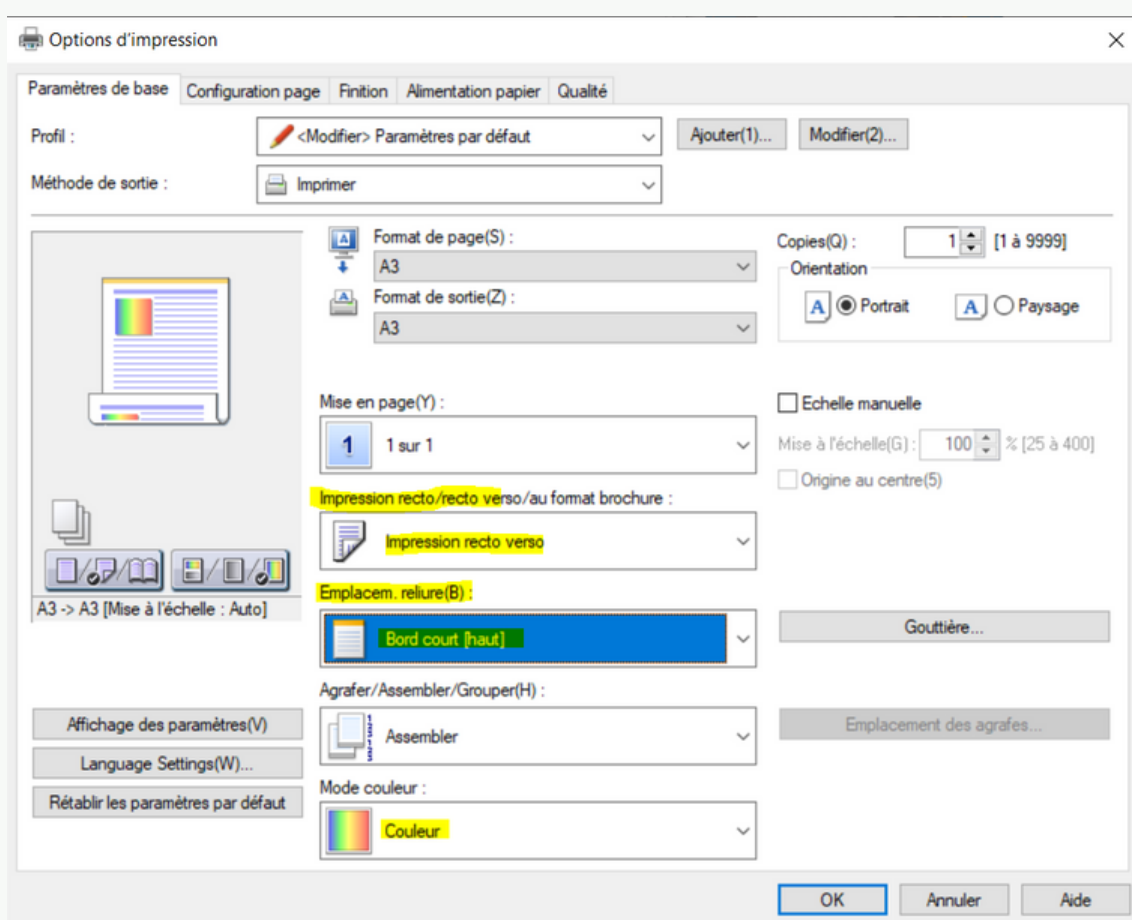 Options d'impression
Paramètres de base Configuration page Finition Alimentation papier Qualité
Profil : <Modifier> Paramètres par défaut Ajouter(1)... Modifier(2)...
Méthode de sortie : Imprimer
Format de page(S) :
A3
Format de sortie(Z) :
A3
Copies(Q) : 1 [1 à 9999]
Orientation
A Portrait A Paysage
Mise en page(Y) :
1 1 sur 1
Echelle manuelle
Mise à l'échelle(G) : 100 % [25 à 400]
Origine au centre(5)
Impression recto/recto verso/au format brochure :
Impression recto verso
A3 -> A3 [Mise à l'échelle : Auto]
Emplacem. reliure(B) :
Bord court [haut]
Gouttière...
Agrafer/Assembler/Grouper(H) :
Assembler
Emplacement des agrafes...
Affichage des paramètres(V)
Language Settings(W)...
Rétablir les paramètres par défaut
Mode couleur :
Couleur
OK Annuler Aide